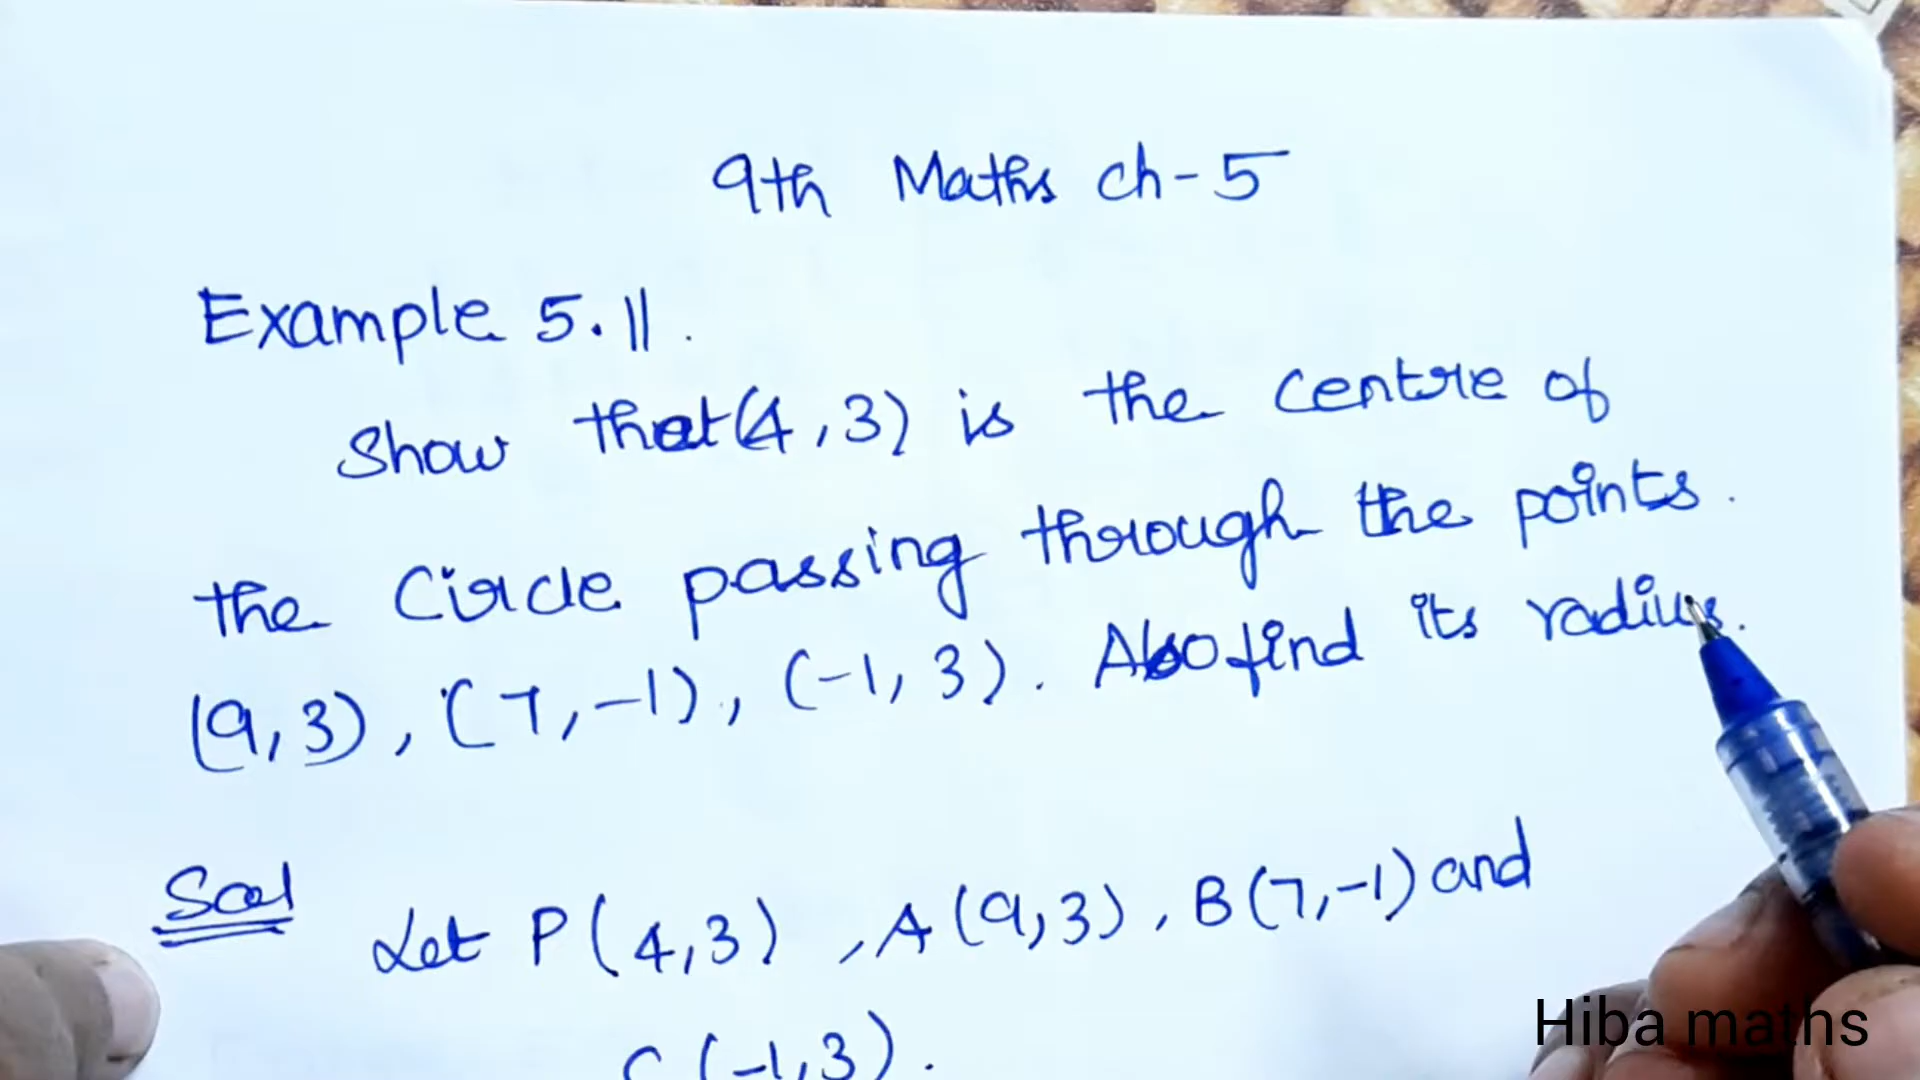 9th Maths ch-5
Example 5.11.
Show that (4,3) is the centre of
the Circle passing through the points.
(9,3), (7,-1), (-1,3). Also find its radius.
Sol
Let P(4,3), A(9,3), B(7,-1) and
C(-1,3).
Hiba maths